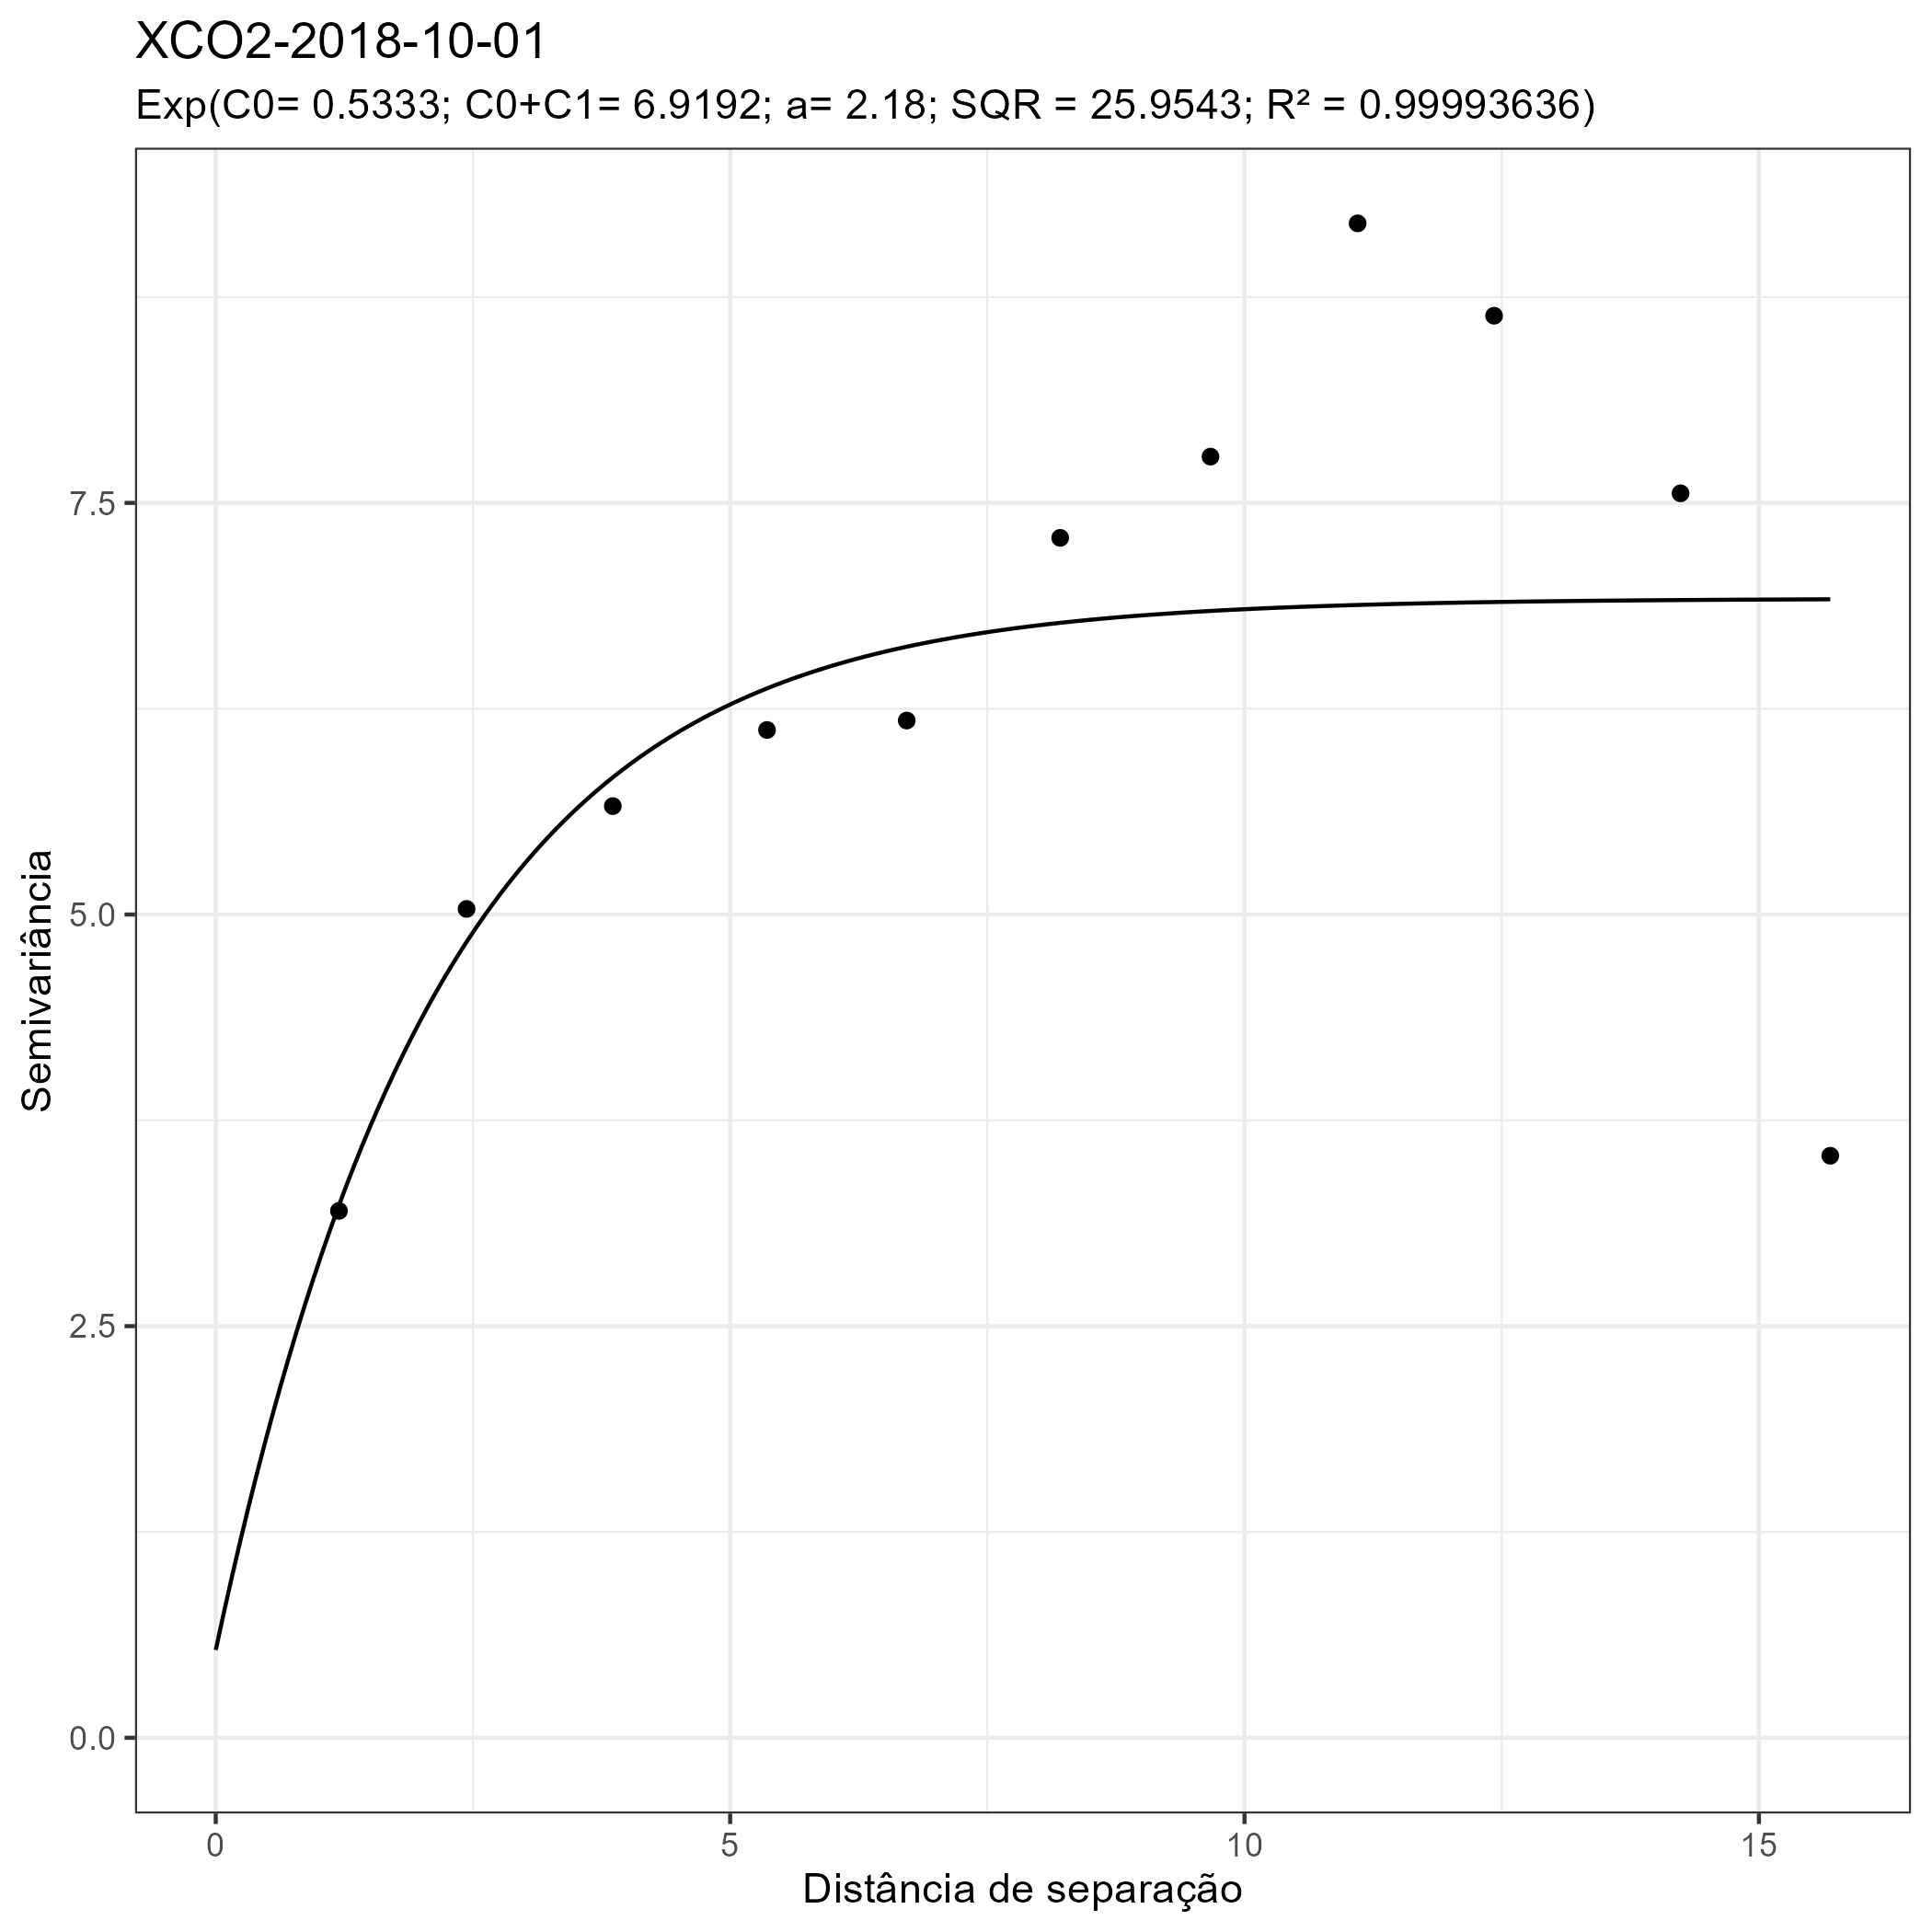 XCO2-2018-10-01
Exp(C0= 0.5333; C0+C1= 6.9192; a= 2.18; SQR = 25.9543; R² = 0.99993636)
Semivariância
7.5
5.0
2.5
0.0
0 5 10 15
Distância de separação